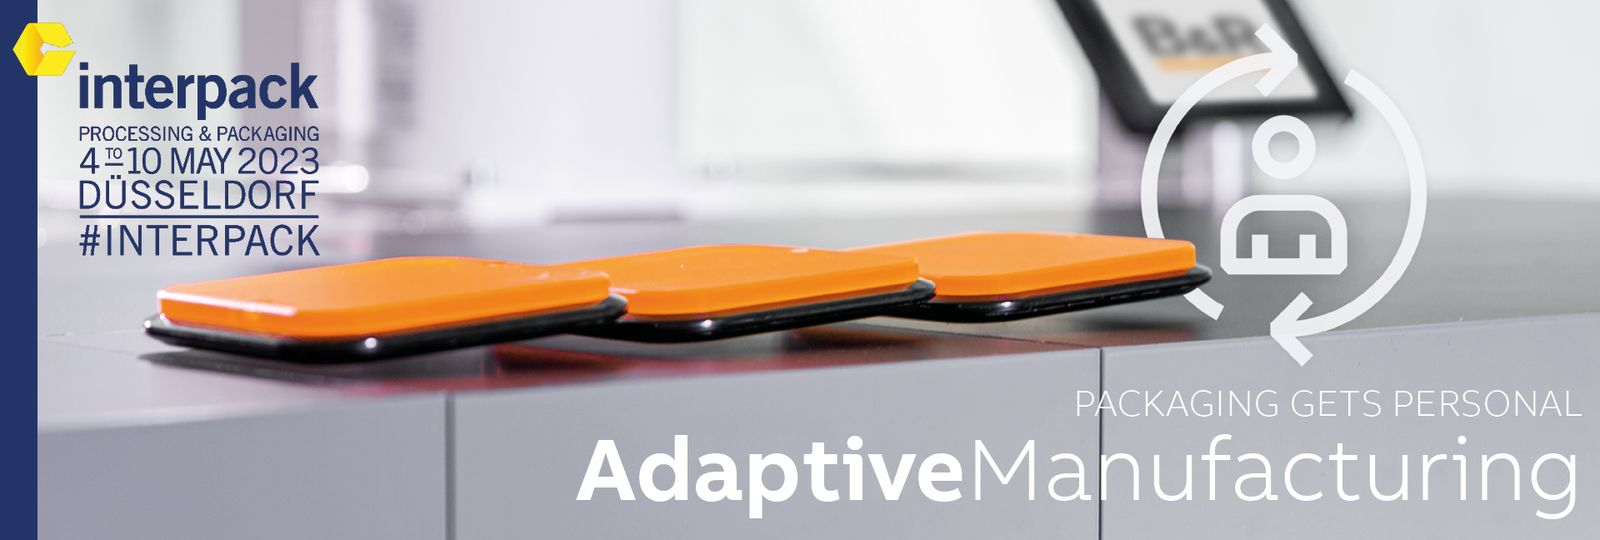 interpack
PROCESSING & PACKAGING
4 TO 10 MAY 2023
DÜSSELDORF
#INTERPACK
B&R
PACKAGING GETS PERSONAL
AdaptiveManufacturing